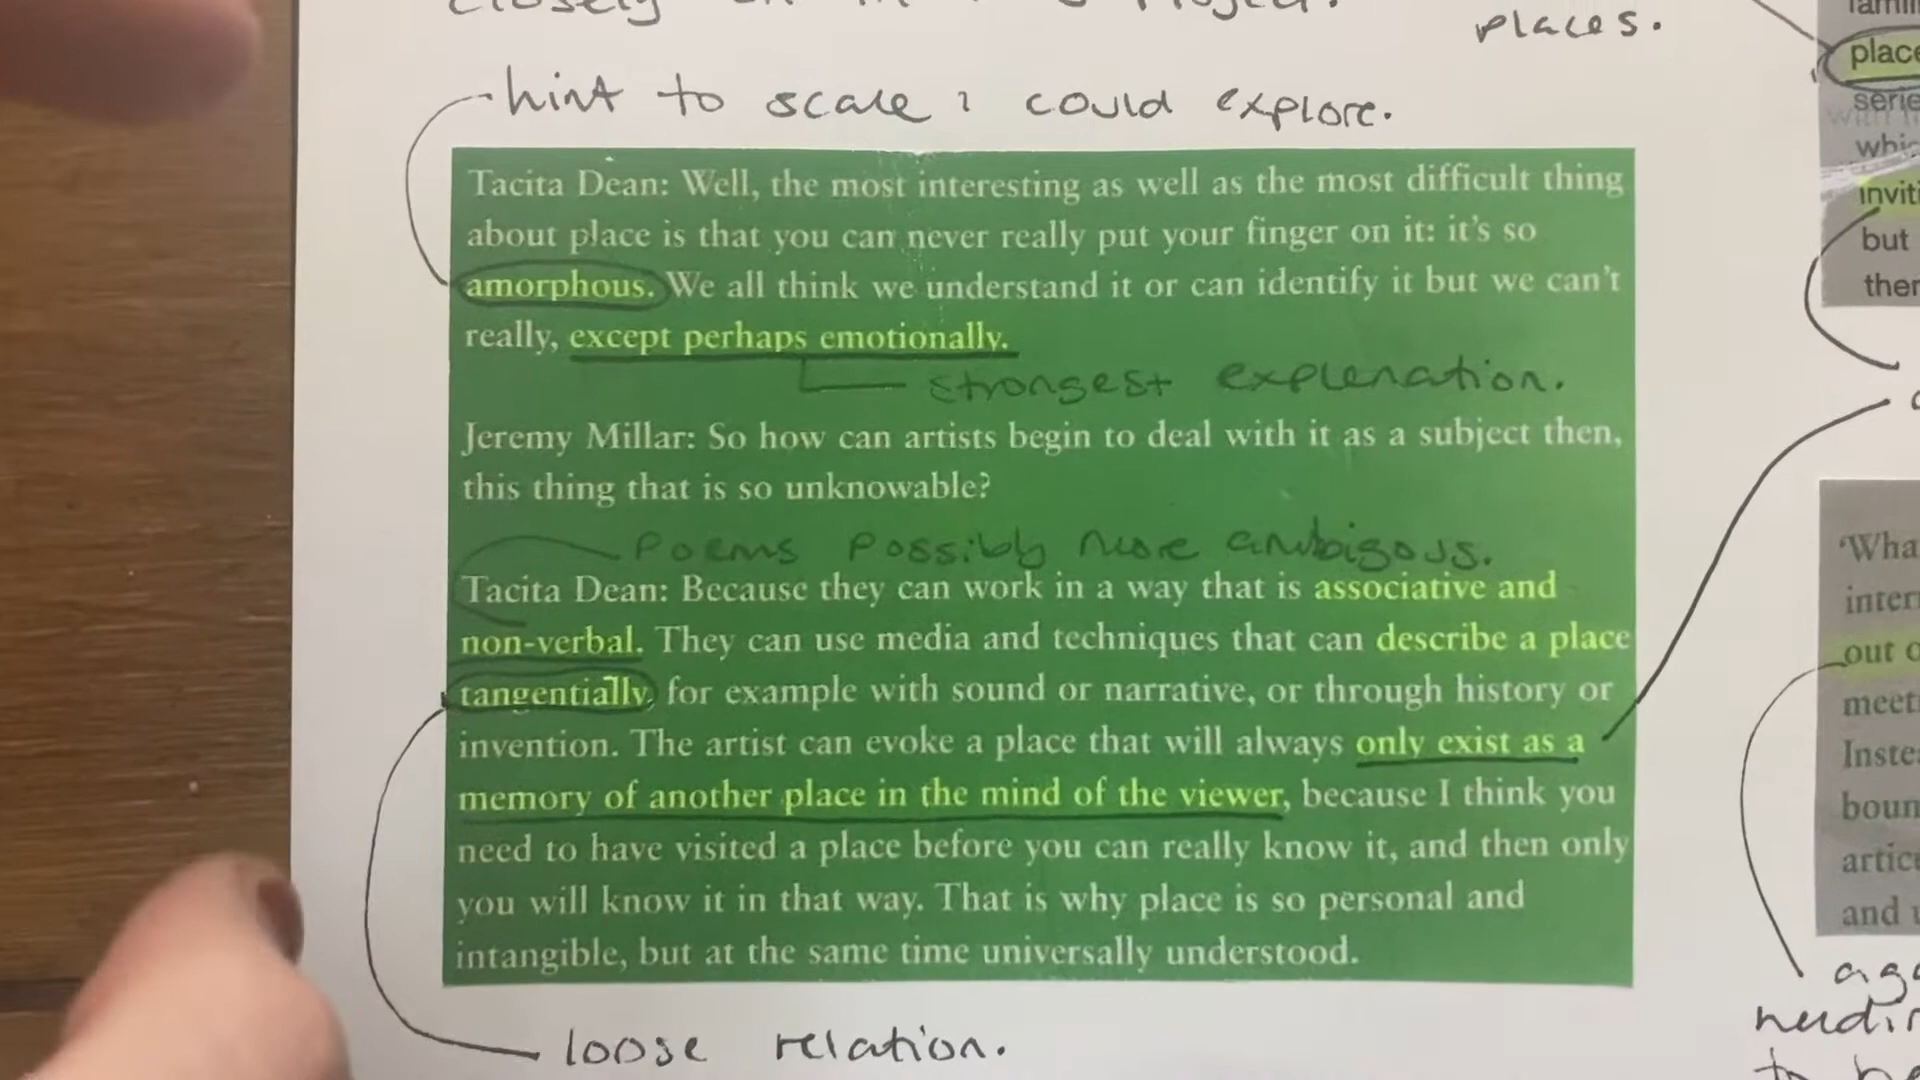 places.
hint to scale i could explore.
Tacita Dean: Well, the most interesting as well as the most difficult thing
about place is that you can never really put your finger on it: it's so
amorphous. We all think we understand it or can identify it but we can't
really, except perhaps emotionally.
strongest explenation.
Jeremy Millar: So how can artists begin to deal with it as a subject then,
this thing that is so unknowable?
Poems possibly more ambigous.
Tacita Dean: Because they can work in a way that is associative and
non-verbal. They can use media and techniques that can describe a place
tangentially, for example with sound or narrative, or through history or
invention. The artist can evoke a place that will always only exist as a
memory of another place in the mind of the viewer, because I think you
need to have visited a place before you can really know it, and then only
you will know it in that way. That is why place is so personal and
intangible, but at the same time universally understood.
loose relation.
place
serie
whic
inviti
but
ther
'Wha
inter
out o
meeti
Inste
boun
artic
and u